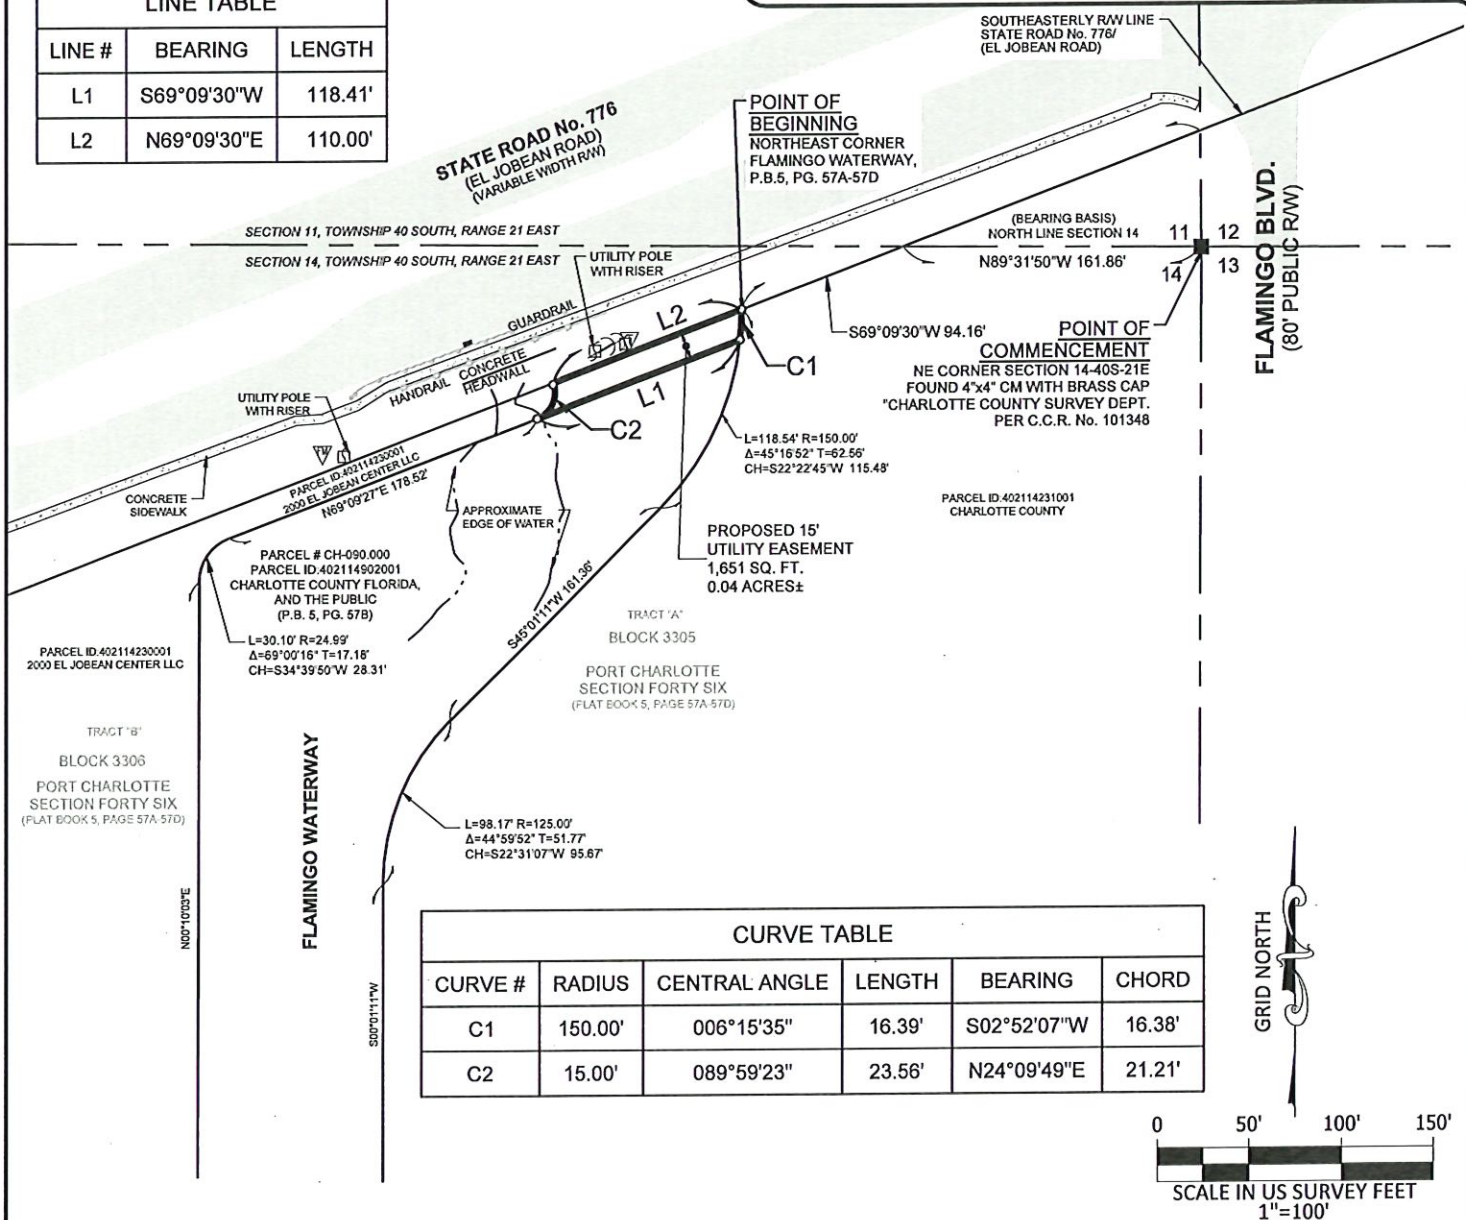 LINE TABLE
LINE # BEARING LENGTH
L1 S69°09'30"W 118.41'
L2 N69°09'30"E 110.00'
SOUTHEASTERLY R/W LINE
STATE ROAD No. 776/
(EL JOBEAN ROAD)
STATE ROAD No. 776
(EL JOBEAN ROAD)
(VARIABLE WIDTH R/W)
POINT OF
BEGINNING
NORTHEAST CORNER
FLAMINGO WATERWAY,
P.B.5, PG. 57A-57D
FLAMINGO BLVD.
(80' PUBLIC R/W)
SECTION 11, TOWNSHIP 40 SOUTH, RANGE 21 EAST
SECTION 14, TOWNSHIP 40 SOUTH, RANGE 21 EAST
(BEARING BASIS)
NORTH LINE SECTION 14
N89°31'50"W 161.86'
11 12
14 13
UTILITY POLE
WITH RISER
GUARDRAIL
L2
S69°09'30"W 94.16'
POINT OF
COMMENCEMENT
NE CORNER SECTION 14-40S-21E
FOUND 4"x4" CM WITH BRASS CAP
"CHARLOTTE COUNTY SURVEY DEPT.
PER C.C.R. No. 101348
HANDRAIL
CONCRETE
HEADWALL
C1
L1
C2
UTILITY POLE
WITH RISER
L=118.54' R=150.00'
Δ=45°16'52" T=62.56'
CH=S22°22'45"W 115.48'
PARCEL ID:402114230001
2000 EL JOBEAN CENTER LLC
N69°09'27"E 178.52'
CONCRETE
SIDEWALK
APPROXIMATE
EDGE OF WATER
PARCEL ID:402114231001
CHARLOTTE COUNTY
PROPOSED 15'
UTILITY EASEMENT
1,651 SQ. FT.
0.04 ACRES±
PARCEL # CH-090.000
PARCEL ID:402114902001
CHARLOTTE COUNTY FLORIDA,
AND THE PUBLIC
(P.B. 5, PG. 57B)
S45°01'11"W 161.36'
L=30.10' R=24.99'
Δ=69°00'16" T=17.18'
CH=S34°39'50"W 28.31'
TRACT "A"
BLOCK 3305
PORT CHARLOTTE
SECTION FORTY SIX
(PLAT BOOK 5, PAGE 57A-57D)
PARCEL ID:402114230001
2000 EL JOBEAN CENTER LLC
TRACT "B"
BLOCK 3306
PORT CHARLOTTE
SECTION FORTY SIX
(PLAT BOOK 5, PAGE 57A-57D)
FLAMINGO WATERWAY
L=98.17' R=125.00'
Δ=44°59'52" T=51.77'
CH=S22°31'07"W 95.67'
N00°10'03"E
S00°01'11"W
CURVE TABLE
CURVE # RADIUS CENTRAL ANGLE LENGTH BEARING CHORD
C1 150.00' 006°15'35" 16.39' S02°52'07"W 16.38'
C2 15.00' 089°59'23" 23.56' N24°09'49"E 21.21'
GRID NORTH
0 50' 100' 150'
SCALE IN US SURVEY FEET
1"=100'